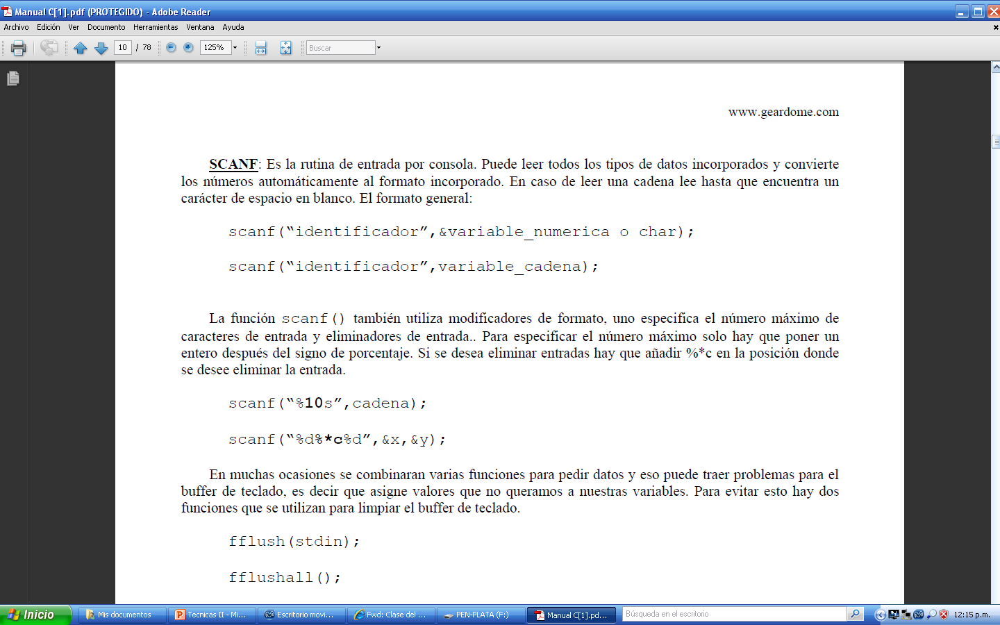 Manual C[1].pdf (PROTEGIDO) - Adobe Reader
Archivo Edición Ver Documento Herramientas Ventana Ayuda
10 / 78 125% Buscar
www.geardome.com
SCANF: Es la rutina de entrada por consola. Puede leer todos los tipos de datos incorporados y convierte
los números automáticamente al formato incorporado. En caso de leer una cadena lee hasta que encuentra un
carácter de espacio en blanco. El formato general:
scanf(“identificador”,&variable_numerica o char);
scanf(“identificador”,variable_cadena);
La función scanf() también utiliza modificadores de formato, uno especifica el número máximo de
caracteres de entrada y eliminadores de entrada.. Para especificar el número máximo solo hay que poner un
entero después del signo de porcentaje. Si se desea eliminar entradas hay que añadir %*c en la posición donde
se desee eliminar la entrada.
scanf(“%10s”,cadena);
scanf(“%d%*c%d”,&x,&y);
En muchas ocasiones se combinaran varias funciones para pedir datos y eso puede traer problemas para el
buffer de teclado, es decir que asigne valores que no queramos a nuestras variables. Para evitar esto hay dos
funciones que se utilizan para limpiar el buffer de teclado.
fflush(stdin);
fflushall();
Inicio Mis documentos Tecnicas II - Mi... Escritorio movi... Fwd: Clase del ... PEN-PLATA (F:) Manual C[1].pd... Búsqueda en el escritorio 12:15 p.m.